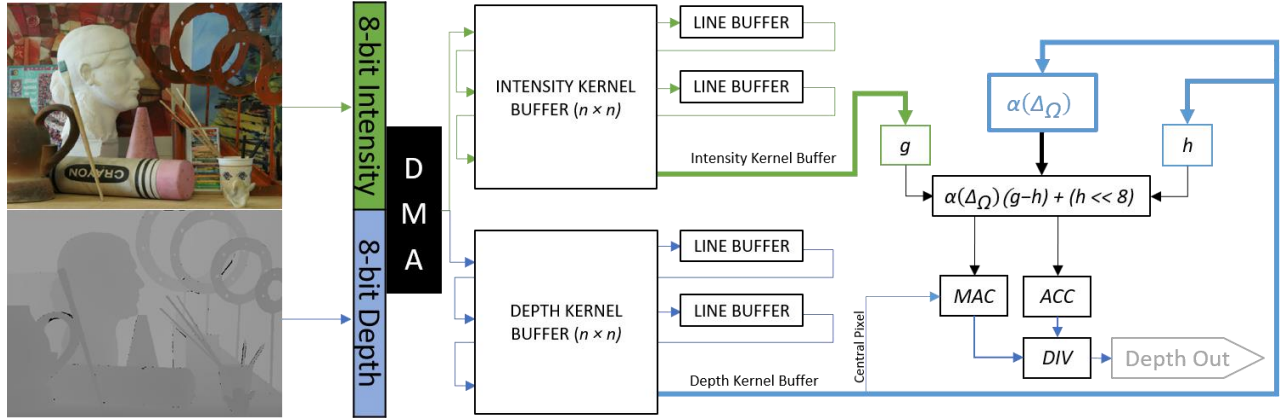 CRAYON
8-bit Intensity
8-bit Depth
D
M
A
INTENSITY KERNEL
BUFFER (n × n)
LINE BUFFER
LINE BUFFER
Intensity Kernel Buffer
DEPTH KERNEL
BUFFER (n × n)
LINE BUFFER
LINE BUFFER
Depth Kernel Buffer
Central Pixel
α(Δ_Ω)
g
h
α(Δ_Ω)(g–h) + (h << 8)
MAC
ACC
DIV
Depth Out